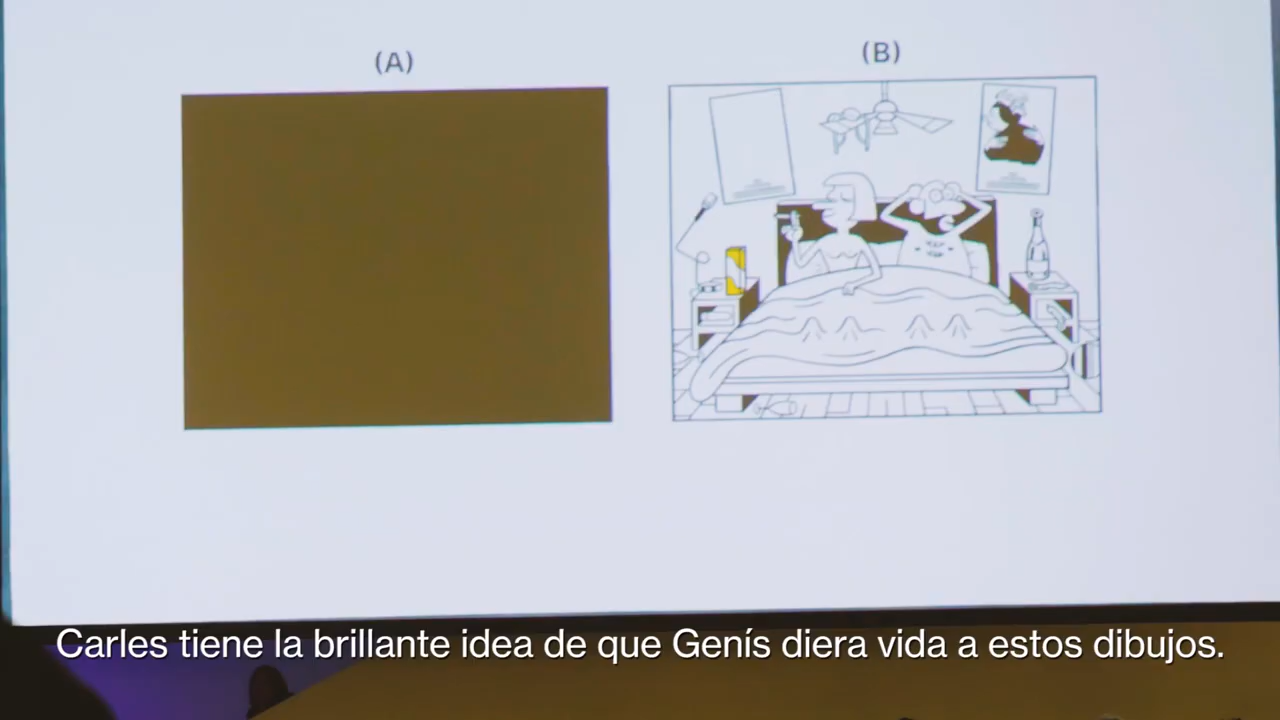 (A)
(B)
Carles tiene la brillante idea de que Genís diera vida a estos dibujos.